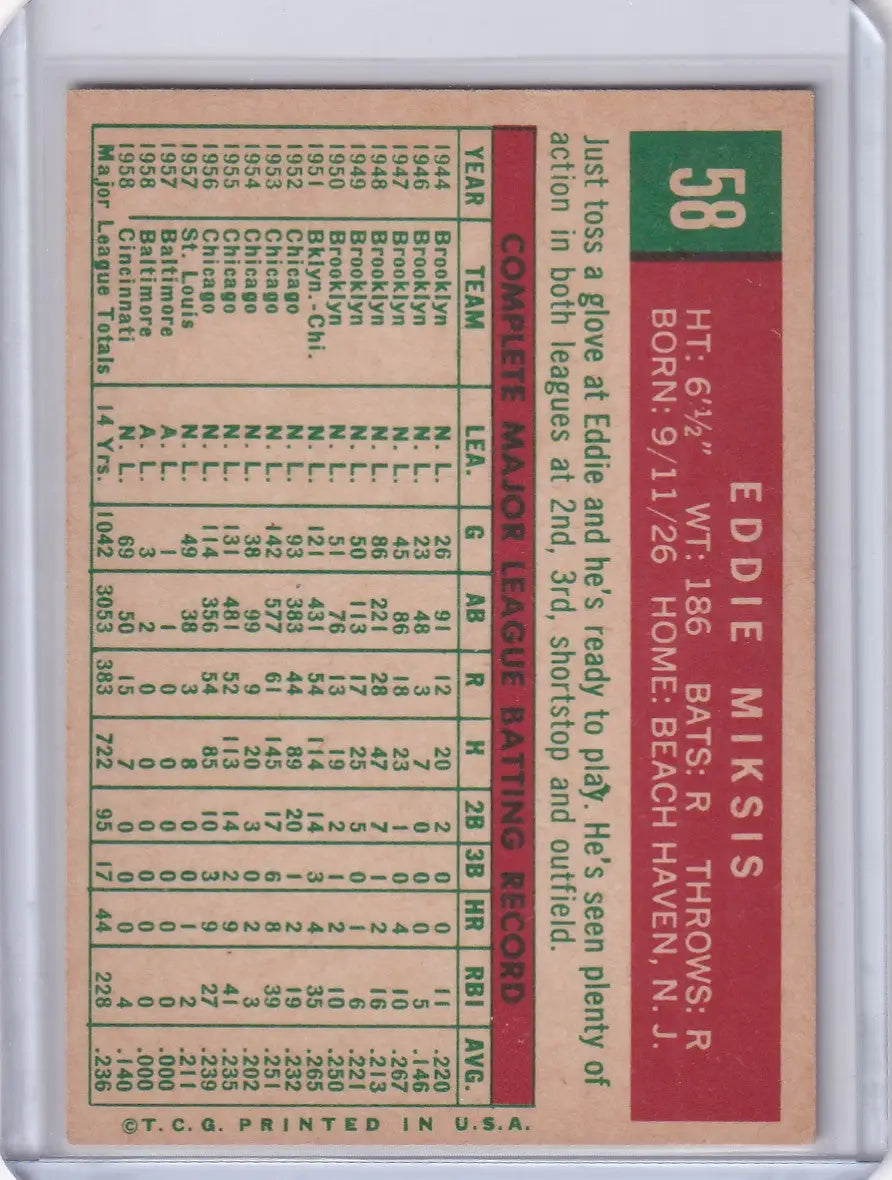 58
EDDIE MIKSIS
HT: 6'½" WT: 186 BATS: R THROWS: R
BORN: 9/11/26 HOME: BEACH HAVEN, N. J.
Just toss a glove at Eddie and he's ready to play. He's seen plenty of
action in both leagues at 2nd, 3rd, shortstop and outfield.
COMPLETE MAJOR LEAGUE BATTING RECORD
YEAR TEAM LEA. G AB R H 2B 3B HR RBI AVG.
1944 Brooklyn N. L. 26 91 12 20 2 0 0 11 .220
1946 Brooklyn N. L. 23 48 3 7 0 0 0 5 .146
1947 Brooklyn N. L. 45 86 18 23 1 0 4 10 .267
1948 Brooklyn N. L. 86 221 28 47 7 1 2 16 .213
1949 Brooklyn N. L. 50 113 17 25 5 0 1 6 .221
1950 Brooklyn N. L. 51 76 13 19 2 1 2 10 .250
1951 Bklyn.-Chi. N. L. 121 431 54 114 14 3 4 35 .265
1952 Chicago N. L. 93 383 44 89 20 1 2 19 .232
1953 Chicago N. L. 142 577 61 145 17 6 8 39 .251
1954 Chicago N. L. 38 99 9 20 3 0 2 3 .202
1955 Chicago N. L. 131 481 52 113 14 2 9 41 .235
1956 Chicago N. L. 114 356 54 85 10 3 9 27 .239
1957 St. Louis N. L. 49 38 3 8 0 0 1 2 .211
1957 Baltimore A. L. 1 1 0 0 0 0 0 0 .000
1958 Baltimore A. L. 3 2 0 0 0 0 0 0 .000
1958 Cincinnati N. L. 69 50 15 7 0 0 0 4 .140
Major League Totals 14 Yrs. 1042 3053 383 722 95 17 44 228 .236
©T. C. G. PRINTED IN U.S.A.